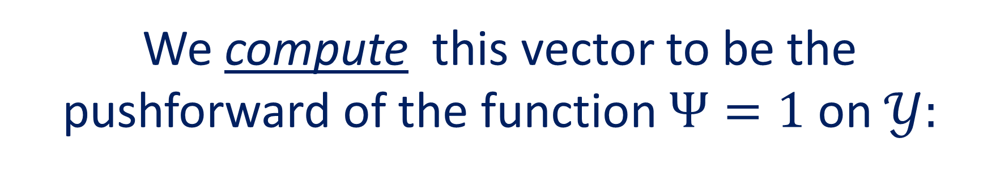 We compute this vector to be the
pushforward of the function Ψ = 1 on 𝒴: